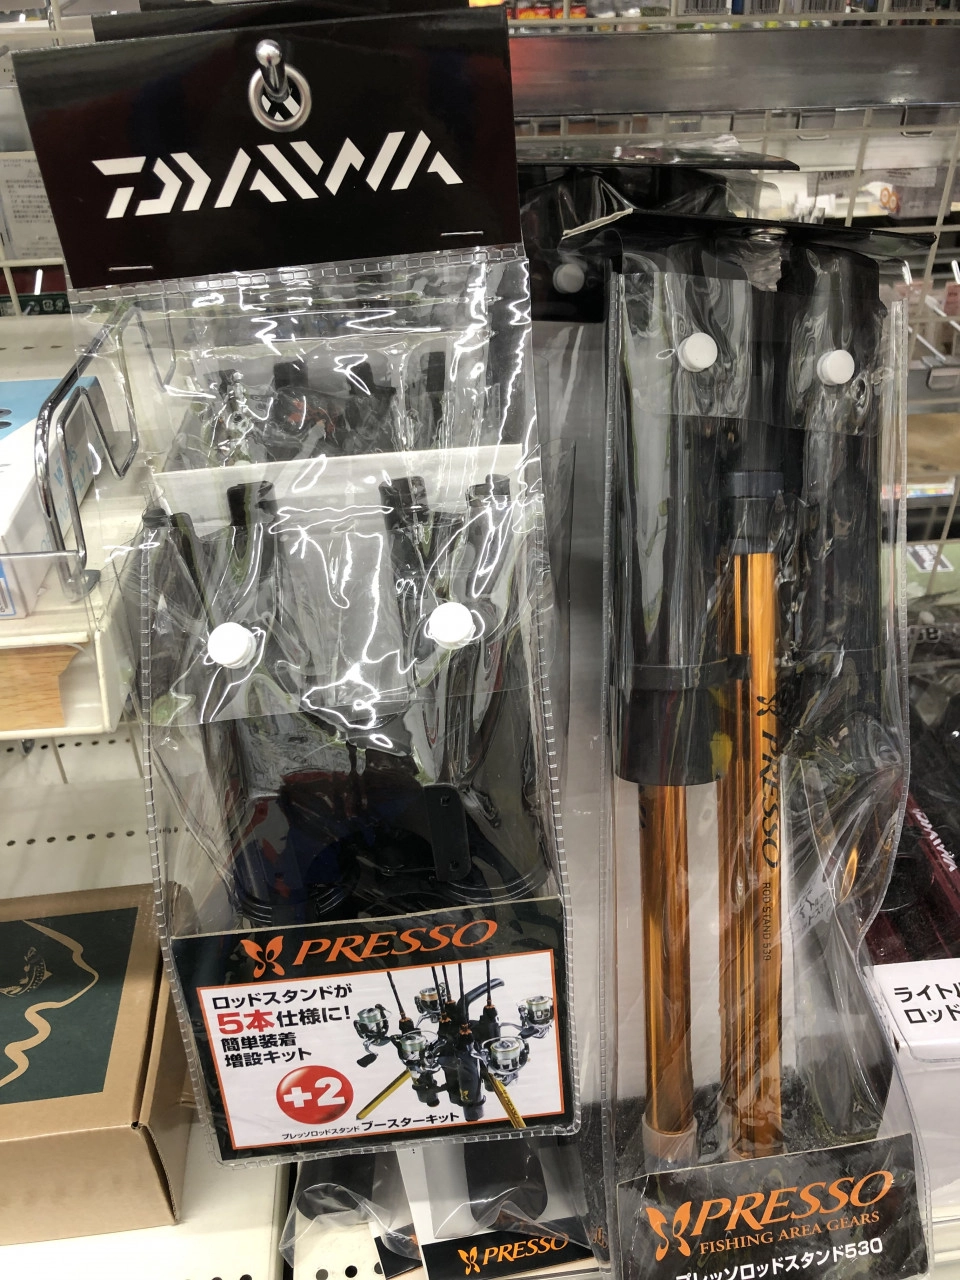 DAIWA
PRESSO
ロッドスタンドが
5本仕様に!
簡単装着
増設キット
+2
プレッソロッドスタンド ブースターキット
PRESSO
PRESSO
ROD STAND 530
PRESSO
FISHING AREA GEARS
プレッソロッドスタンド530
ライト
ロッド